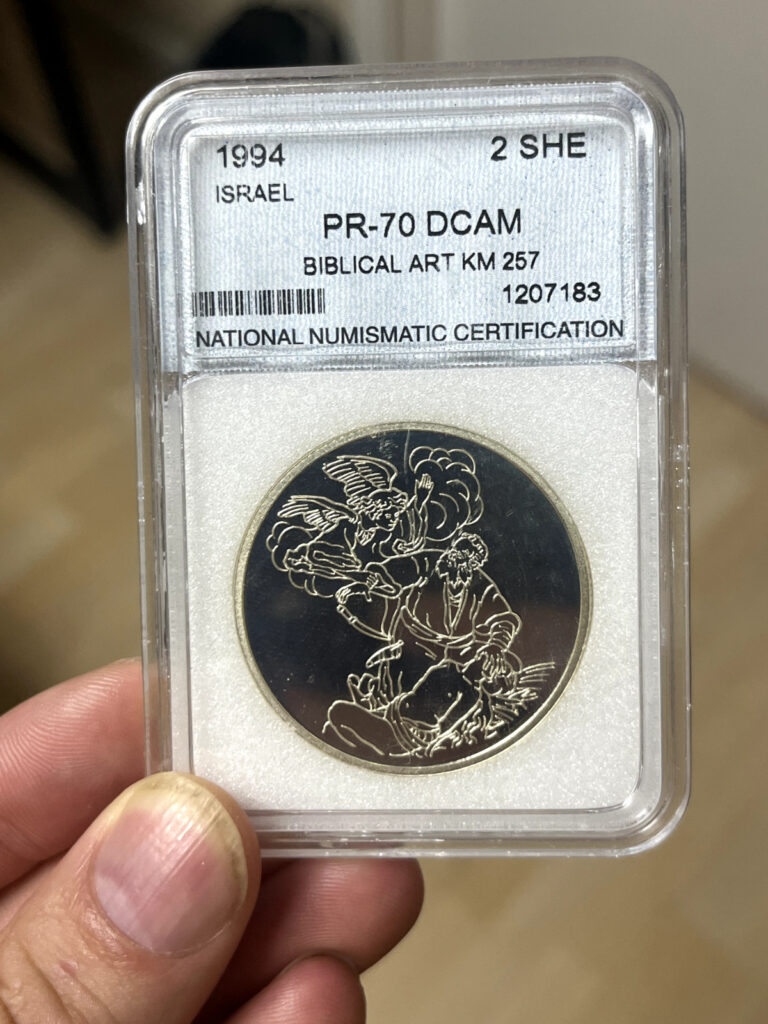 1994 2 SHE
ISRAEL
PR-70 DCAM
BIBLICAL ART KM 257
1207183
NATIONAL NUMISMATIC CERTIFICATION